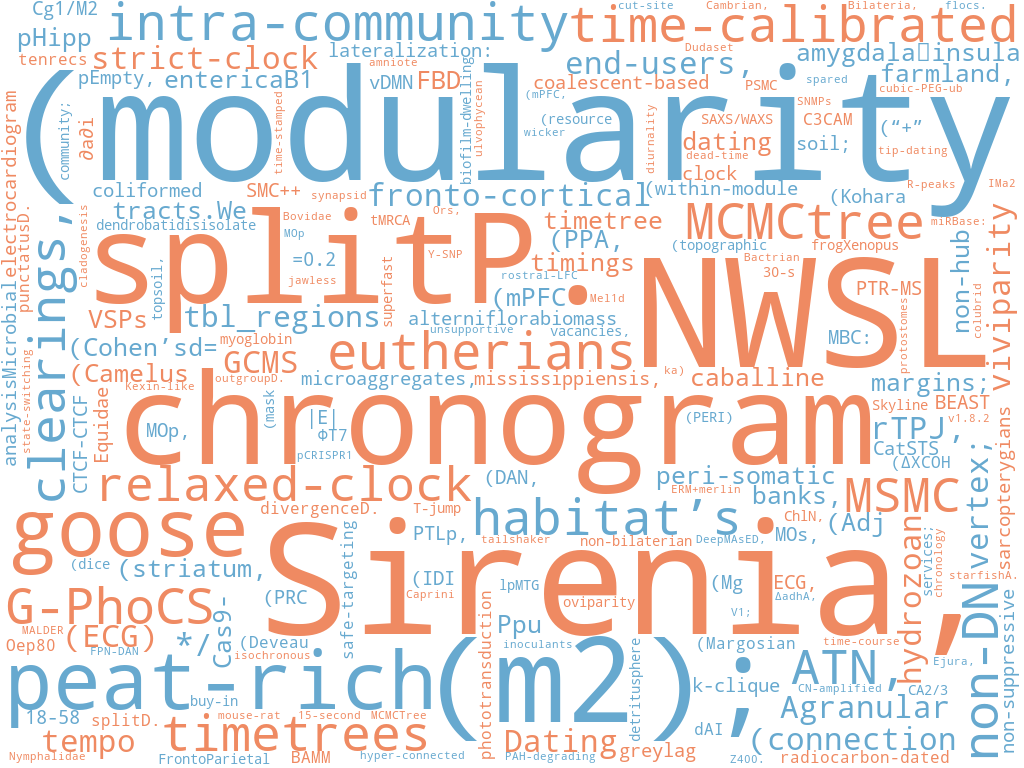 Cg1/M2
intra-community
time-calibrated
cut-site
Cambrian,
Bilateria,
flocs.
pHipp
tenrecs
strict-clock
lateralization:
amniote
end-users,
Dudaset
amygdala▯insula
pEmpty,
entericaB1
vDMN
FBD
coalescent-based
PSMC
spared
farmland,
cubic-PEG-ub
(modularity
community;
∂a∂i
time-stamped
biofilm-dwelling
ulvophycean
(mPFC,
(resource
wicker
diurnality
SAXS/WAXS
SNMPs
C3CAM
("+"
dating
soil;
dead-time
tip-dating
clock
analysisMicrobialelectrocardiogram
coliformed
SMC++
synapsid
fronto-cortical
(within-module
(Kohara
R-peaks
IMa2
punctatusD.
clearings,
cladogenesis
tracts.We
dendrobatidisisolate
Bovidae
MOp
tMRCA
Ors,
Y-SNP
timetree
MCMCtree
miRBase:
splitP.
topsoil,
=0.2
jawless
superfast
(PPA,
timings
rostral-LFC
(topographic
frogXenopus
Bactrian
30-s
NWSL
PTR-MS
non-hub
viviparity
colubrid
(mPFC
Mel1d
VSPs
tbl_regions
alterniflorabiomass
unsupportive
vacancies,
MBC:
protostomes
(Cohen'sd=
myoglobin
GCMS
eutherians
(Camelus
Kexin-like
outgroupD.
microaggregates,
mississippiensis,
ka)
caballine
margins;
state-switching
CTCF-CTCF
Equidae
chronogram
MOp,
(mask
|E|
ΦT7
pCRISPR1
(PERI)
Skyline
BEAST
v1.8.2
rTPJ,
CatSTS
(ΔXCOH
relaxed-clock
(DAN,
peri-somatic
ERM+merlin
banks,
MSMC
vertex;
sarcopterygians
divergenceD.
T-jump
goose
PTLp,
habitat's
tailshaker
non-bilaterian
DeepMAsED,
ChlN,
MOs,
(Adj
Sirenia,
(dice
(striatum,
safe-targeting
(IDI
lpMTG
(Mg
ECG,
ΔadhA,
hydrozoan
services;
chronology
starfishA.
G-PhoCS
(PRC
Caprini
oviparity
V1;
MALDER
Oep80
(ECG)
FPN-DAN
*/
Cas9-
(Deveau
isochronous
phototransduction
Ppu
inoculants
detritusphere
(Margosian
time-course
non-DN
non-suppressive
Ejura,
peat-rich
(m2);
k-clique
ATN,
CN-amplified
CA2/3
buy-in
Agranular
18-58
splitD.
mouse-rat
15-second
MCMCTree
dAI
tempo
timetrees
Dating
greylag
(connection
Nymphalidae
FrontoParietal
BAMM
hyper-connected
PAH-degrading
Z400.
radiocarbon-dated